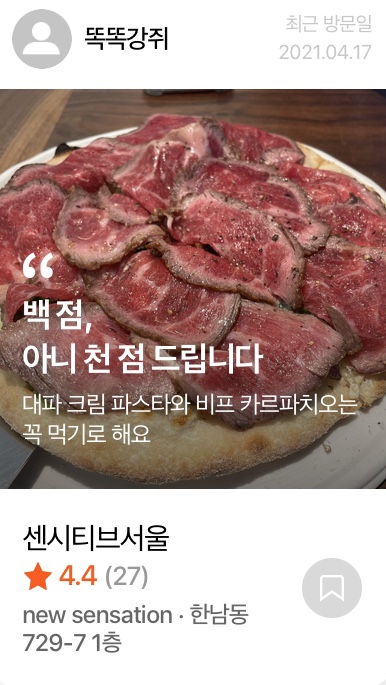 똑똑강쥐
최근 방문일
2021.04.17
백 점,
아니 천 점 드립니다
대파 크림 파스타와 비프 카르파치오는
꼭 먹기로 해요
센시티브서울
4.4 (27)
new sensation · 한남동
729-7 1층